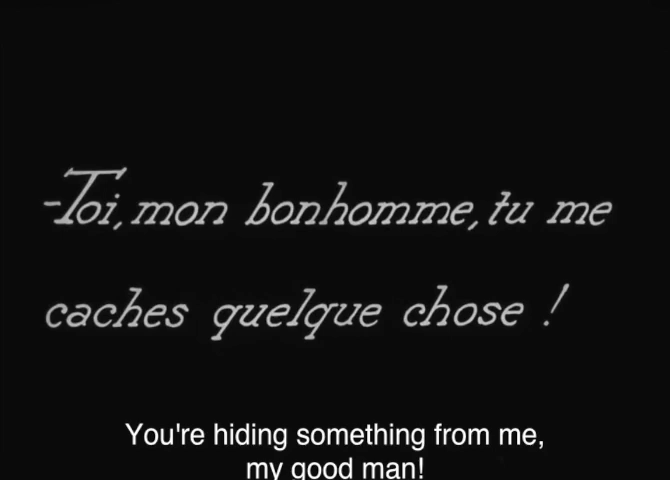 -Toi, mon bonhomme, tu me
caches quelque chose !
You're hiding something from me,
my good man!